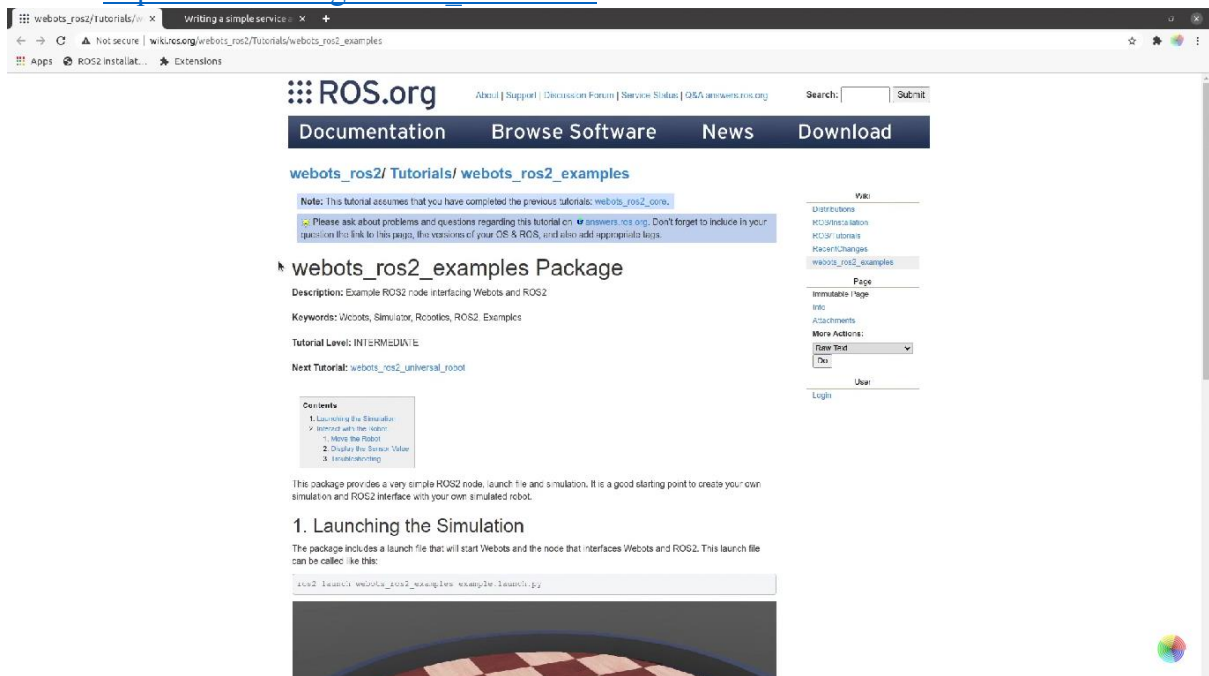 webots_ros2/Tutorials/w
Writing a simple service a
Not secure | wiki.ros.org/webots_ros2/Tutorials/webots_ros2_examples
Apps ROS2 Installat... Extensions
ROS.org
About | Support | Discussion Forum | Service Status | Q&A answers.ros.org
Search: Submit
Documentation Browse Software News Download
webots_ros2/ Tutorials/ webots_ros2_examples
Note: This tutorial assumes that you have completed the previous tutorials: webots_ros2_core.
Please ask about problems and questions regarding this tutorial on answers.ros.org. Don't forget to include in your
question the link to this page, the versions of your OS & ROS, and also add appropriate tags.
webots_ros2_examples Package
Description: Example ROS2 node interfacing Webots and ROS2
Keywords: Webots, Simulator, Robotics, ROS2, Examples
Tutorial Level: INTERMEDIATE
Next Tutorial: webots_ros2_universal_robot
Contents
1. Launching the Simulation
2. Interact with the Robot
1. Move the Robot
2. Display the Sensor Value
3. Troubleshooting
This package provides a very simple ROS2 node, launch file and simulation. It is a good starting point to create your own
simulation and ROS2 interface with your own simulated robot.
1. Launching the Simulation
The package includes a launch file that will start Webots and the node that interfaces Webots and ROS2. This launch file
can be called like this:
ros2 launch webots_ros2_examples example.launch.py
Wiki
Distributions
ROS/Installation
ROS/Tutorials
RecentChanges
webots_ros2_examples
Page
Immutable Page
Info
Attachments
More Actions:
Raw Text
Do
User
Login